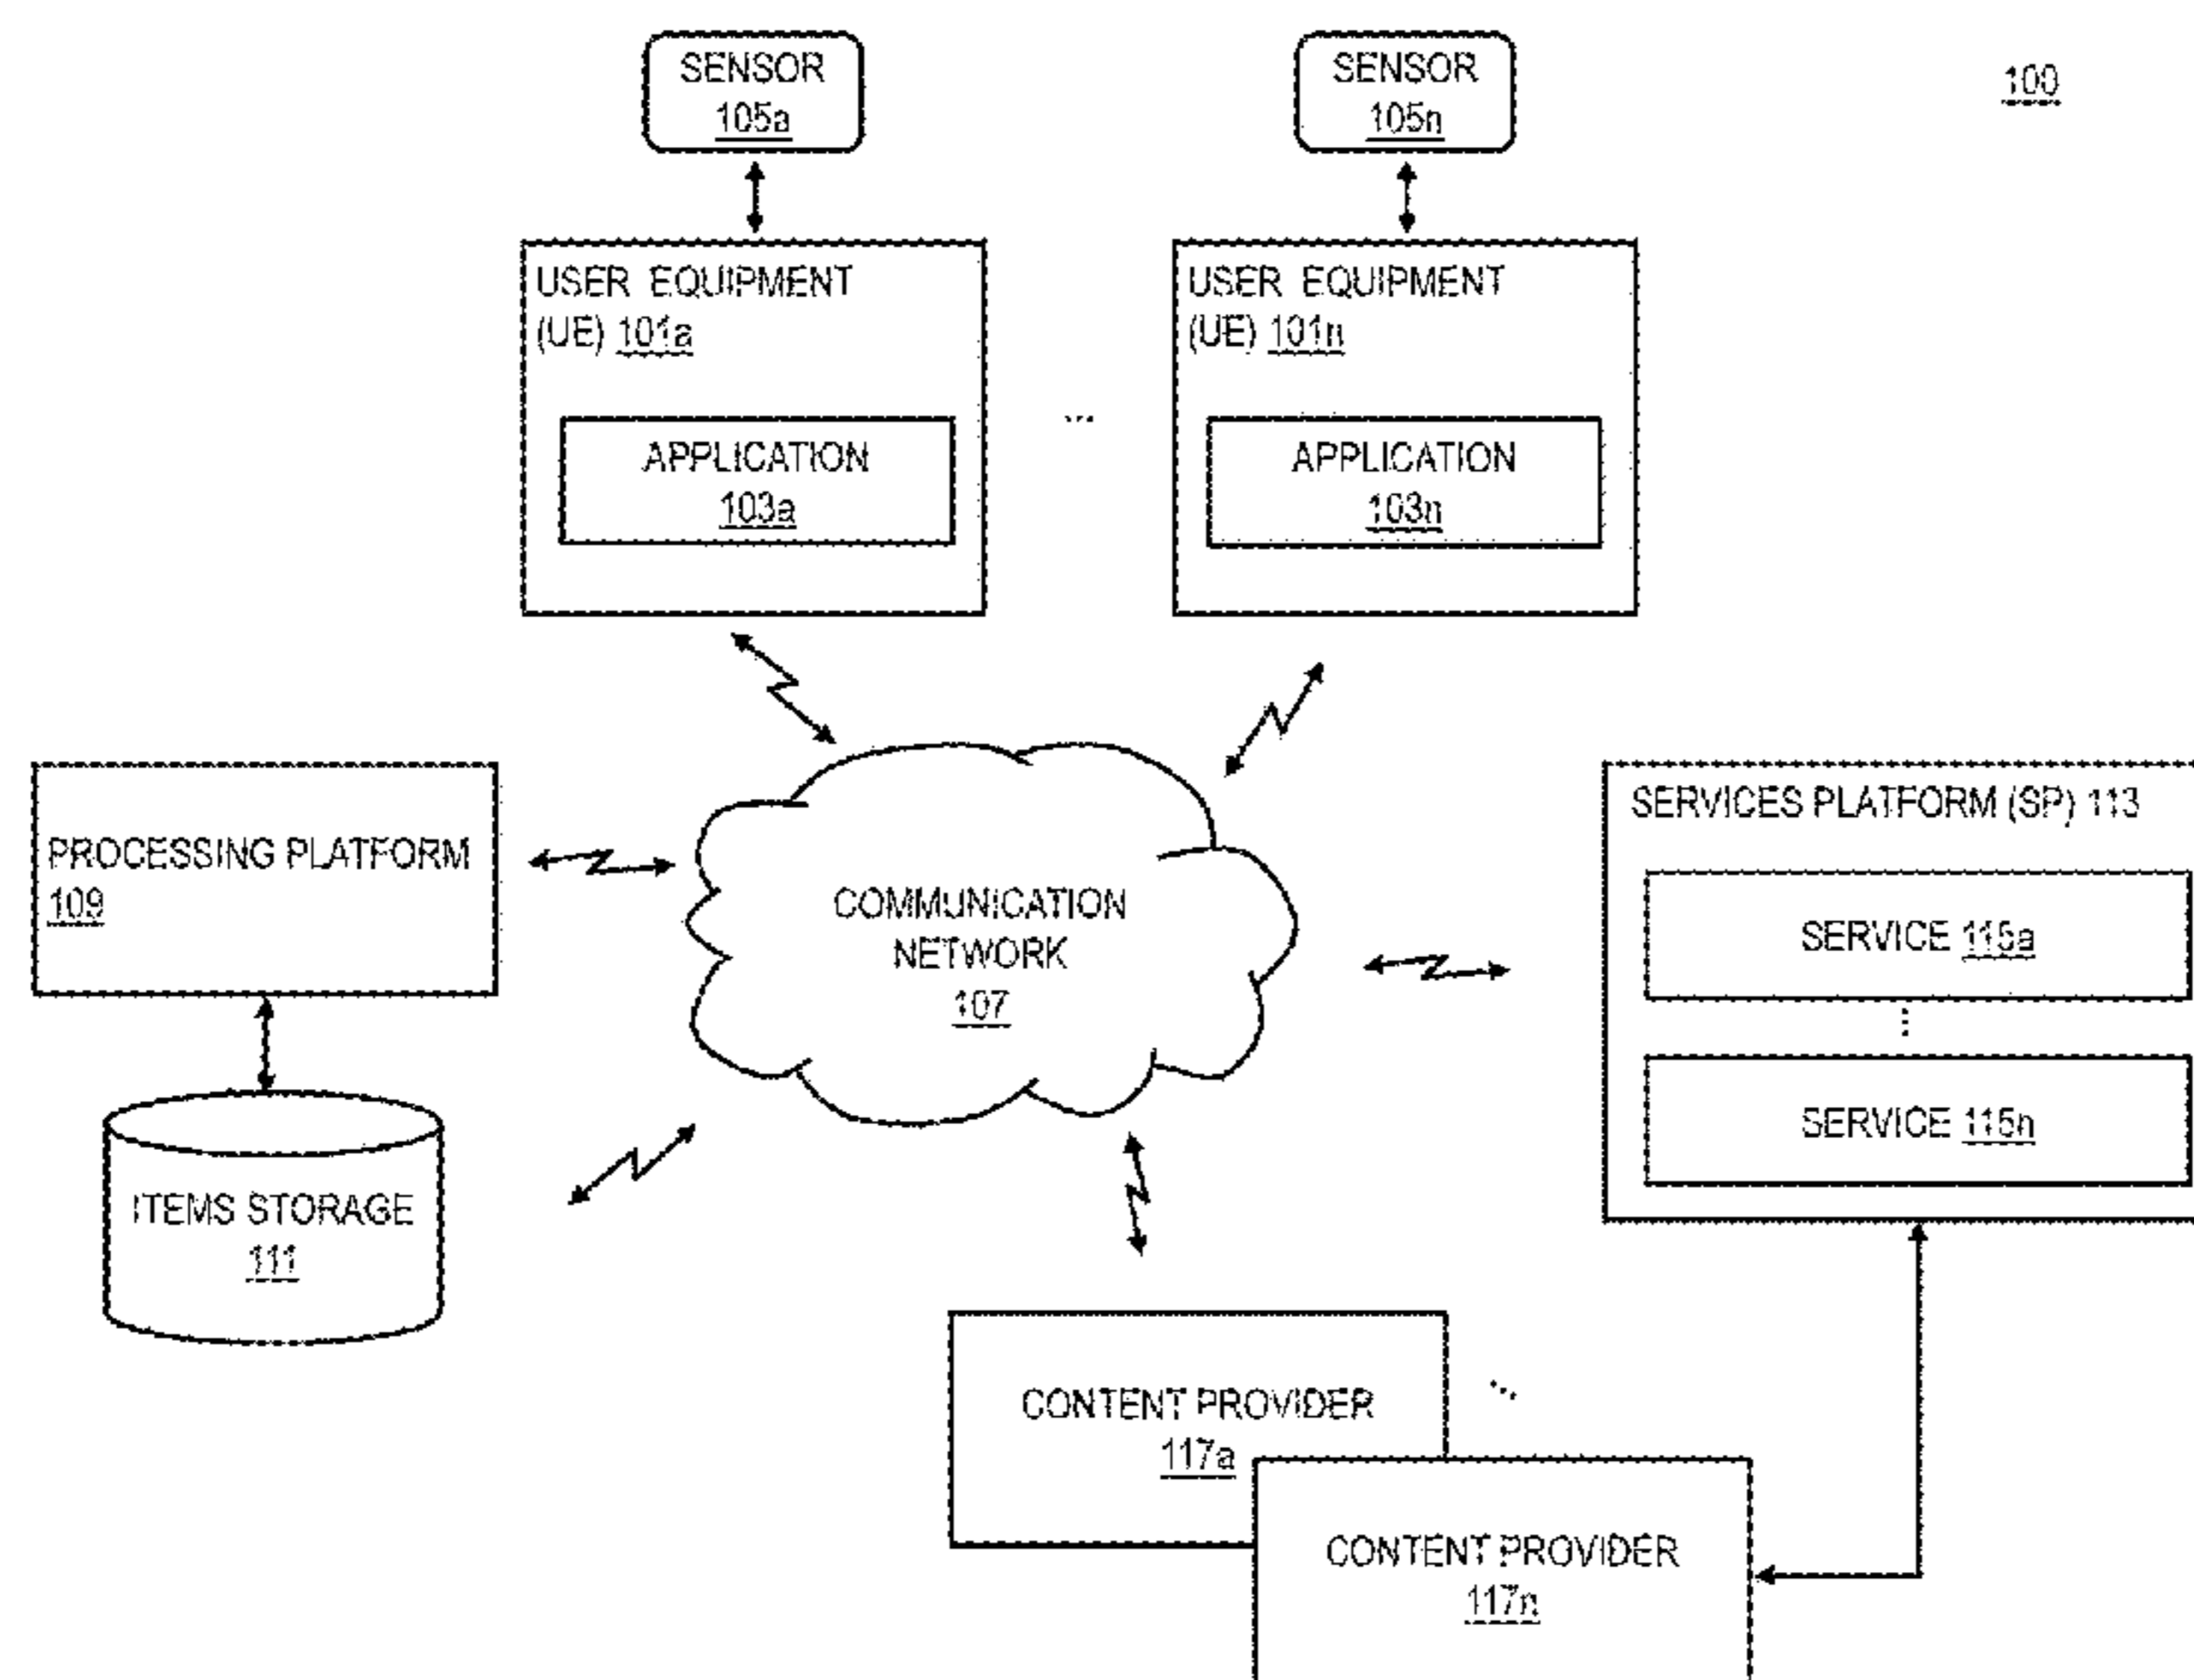 SENSOR
105a
SENSOR
105n
100
USER EQUIPMENT
(UE) 101a
USER EQUIPMENT
(UE) 101n
APPLICATION
103a
...
APPLICATION
103n
PROCESSING PLATFORM
109
COMMUNICATION
NETWORK
107
SERVICES PLATFORM (SP) 113
SERVICE 115a
...
SERVICE 115n
ITEMS STORAGE
111
CONTENT PROVIDER
117a
...
CONTENT PROVIDER
117n